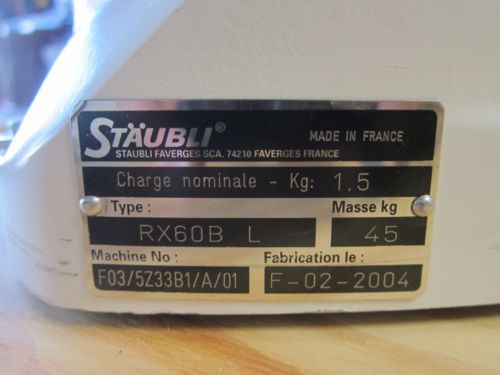 STÄUBLI®
MADE IN FRANCE
STAUBLI FAVERGES SCA. 74210 FAVERGES FRANCE
Charge nominale - Kg: 1,5
Type : Masse kg
RX60B L 45
Machine No : Fabrication le :
F03/5Z33B1/A/01 F-02-2004